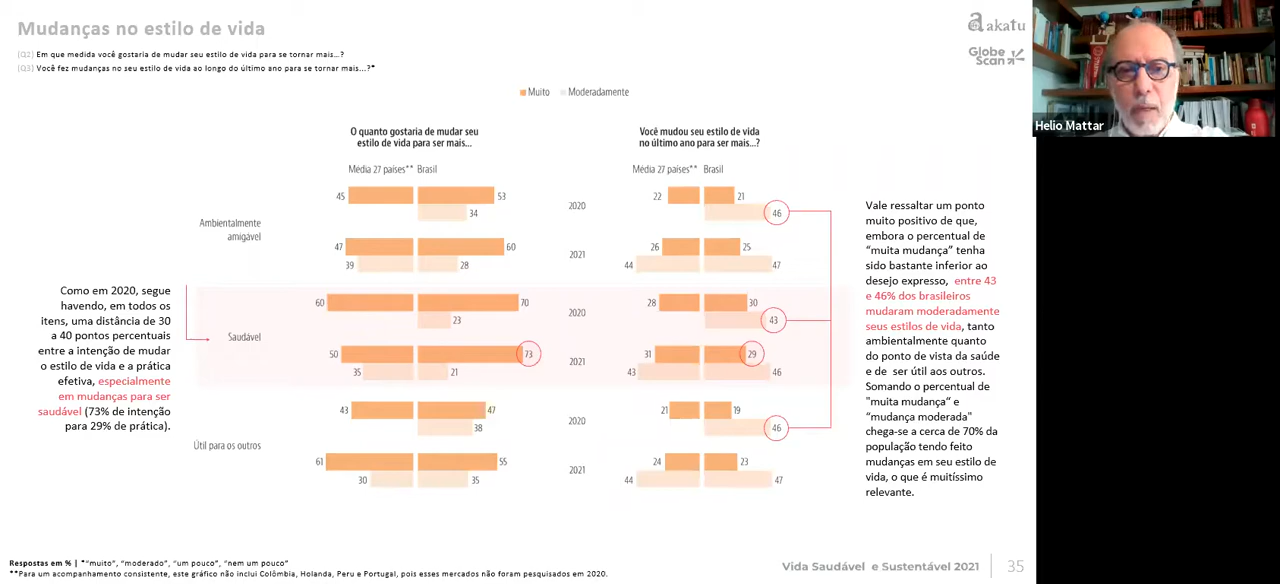 Mudanças no estilo de vida
(Q2) Em que medida você gostaria de mudar seu estilo de vida para se tornar mais...?
(Q3) Você fez mudanças no seu estilo de vida ao longo do último ano para se tornar mais...?*
akatu
Globe
Scan
Helio Mattar
Muito Moderadamente
O quanto gostaria de mudar seu
estilo de vida para ser mais...
Média 27 países** Brasil
Você mudou seu estilo de vida
no último ano para ser mais...?
Média 27 países** Brasil
Ambientalmente
amigável
45 53 2020 22 21
34 46
47 60 2021 26 25
39 28 44 47
Saudável
60 70 2020 28 30
23 43
50 73 2021 31 29
35 21 43 46
Útil para os outros
43 47 2020 21 19
38 46
61 55 2021 24 23
30 35 44 47
Como em 2020, segue
havendo, em todos os
itens, uma distância de 30
a 40 pontos percentuais
entre a intenção de mudar
o estilo de vida e a prática
efetiva, especialmente
em mudanças para ser
saudável (73% de intenção
para 29% de prática).
Vale ressaltar um ponto
muito positivo de que,
embora o percentual de
“muita mudança” tenha
sido bastante inferior ao
desejo expresso, entre 43
e 46% dos brasileiros
mudaram moderadamente
seus estilos de vida, tanto
ambientalmente quanto
do ponto de vista da saúde
e de ser útil aos outros.
Somando o percentual de
"muita mudança“ e
“mudança moderada"
chega-se a cerca de 70% da
população tendo feito
mudanças em seu estilo de
vida, o que é muitíssimo
relevante.
Respostas em % | *“muito”, “moderado”, “um pouco”, “nem um pouco”
**Para um acompanhamento consistente, este gráfico não inclui Colômbia, Holanda, Peru e Portugal, pois esses mercados não foram pesquisados em 2020.
Vida Saudável e Sustentável 2021 35